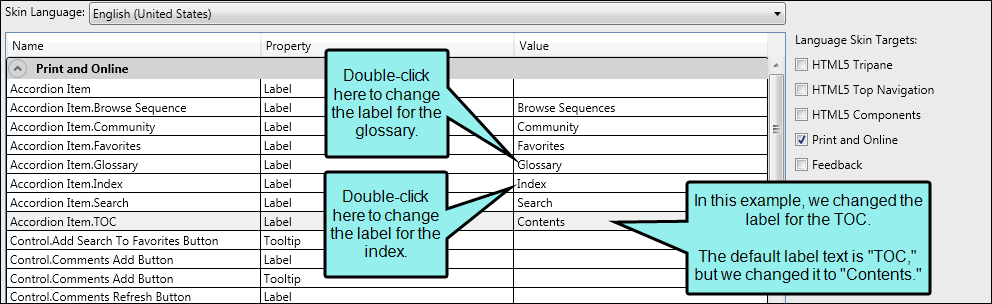 Skin Language: English (United States)
Name Property Value
Print and Online
Accordion Item Label
Accordion Item.Browse Sequence Label Browse Sequences
Accordion Item.Community Label Community
Accordion Item.Favorites Label Favorites
Accordion Item.Glossary Label Glossary
Accordion Item.Index Label Index
Accordion Item.Search Label Search
Accordion Item.TOC Label Contents
Control.Add Search To Favorites Button Tooltip
Control.Comments Add Button Label
Control.Comments Add Button Tooltip
Control.Comments Refresh Button Label
Double-click
here to change
the label for the
glossary.
Double-click
here to change
the label for the
index.
Language Skin Targets:
HTML5 Tripane
HTML5 Top Navigation
HTML5 Components
Print and Online
Feedback
In this example, we changed the
label for the TOC.
The default label text is "TOC,"
but we changed it to "Contents."